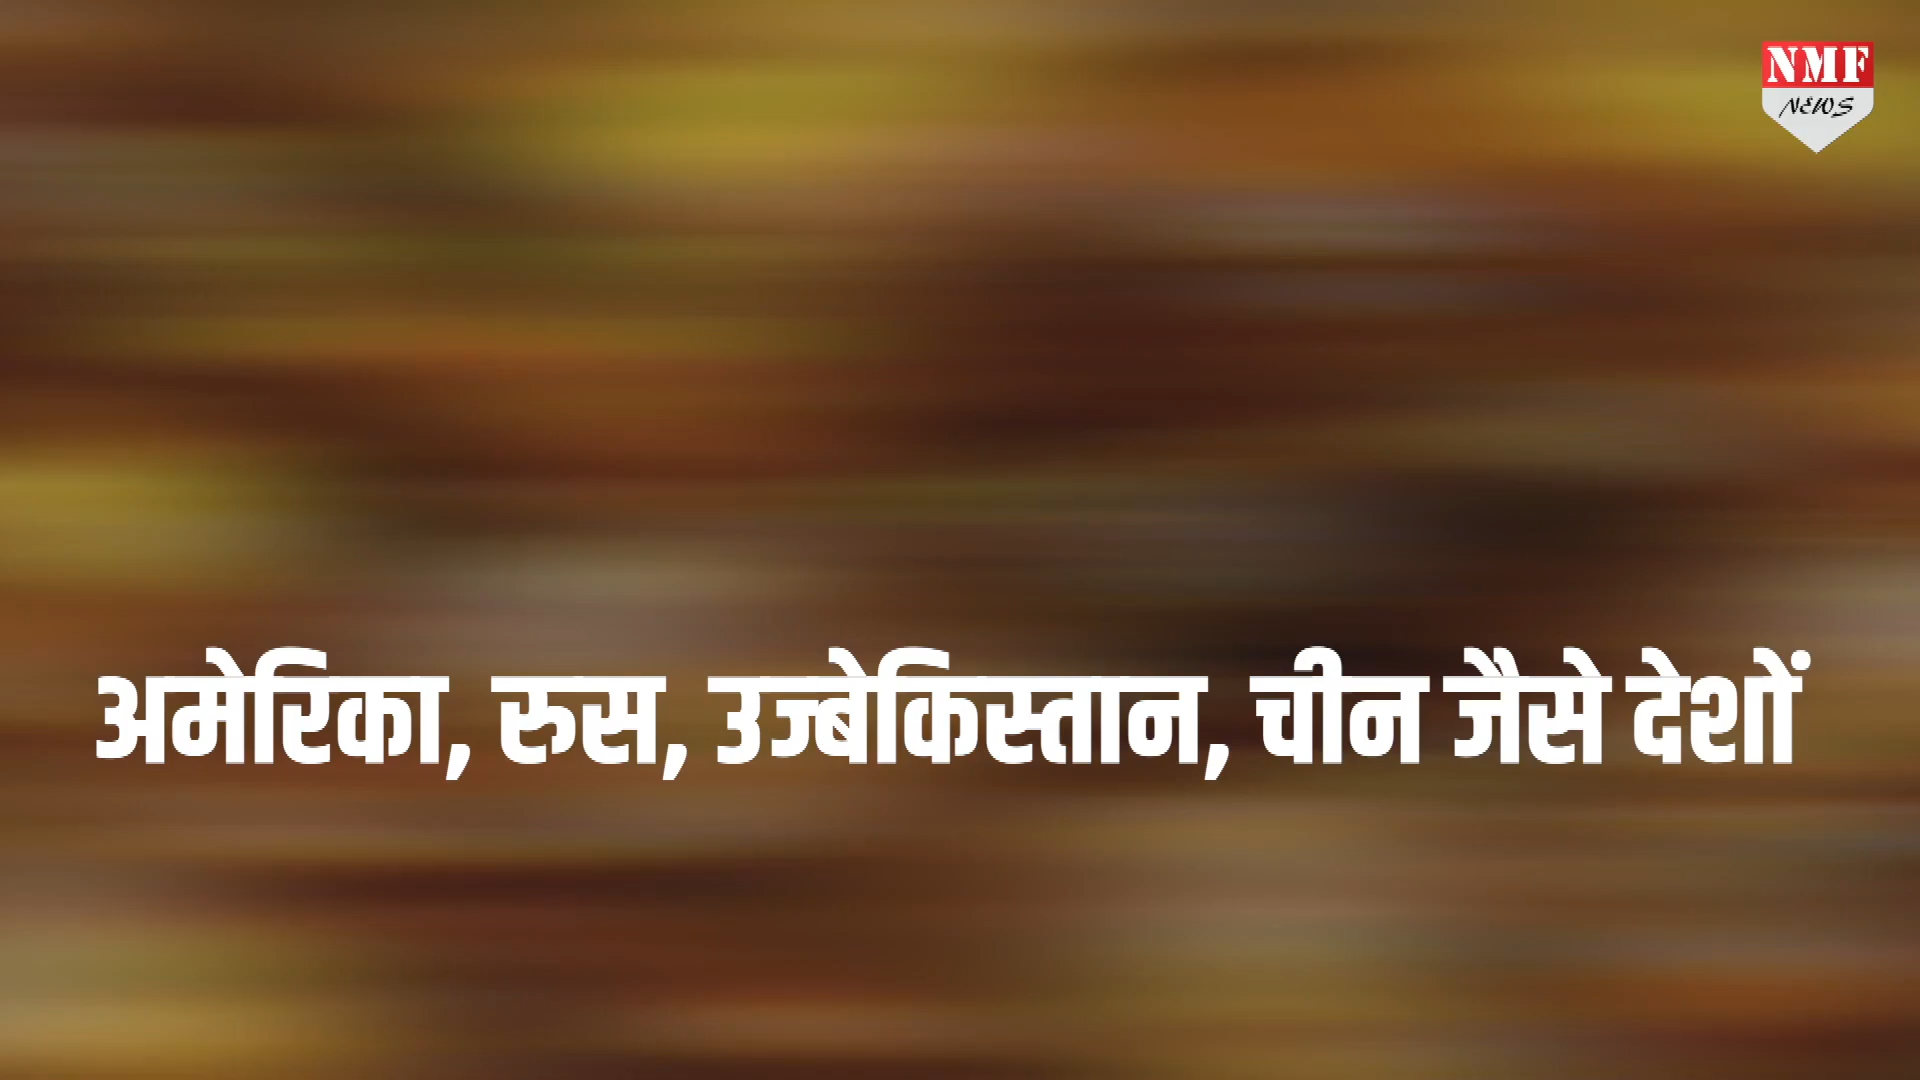 NMF
NEWS
अमेरिका, रुस, उज्बेकिस्तान, चीन जैसे देशों